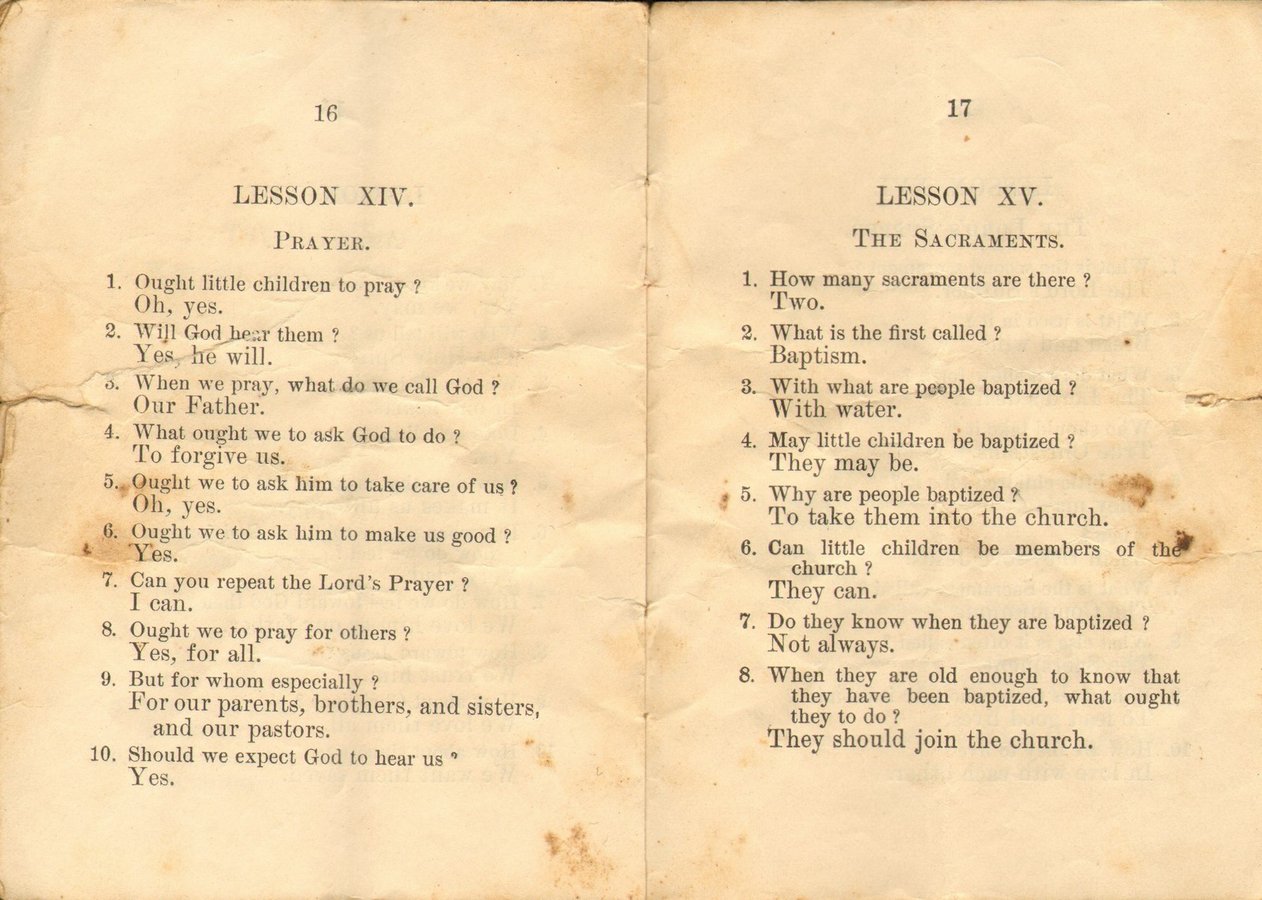 16
LESSON XIV.
PRAYER.
1. Ought little children to pray ?
Oh, yes.
2. Will God hear them ?
Yes, he will.
3. When we pray, what do we call God ?
Our Father.
4. What ought we to ask God to do ?
To forgive us.
5. Ought we to ask him to take care of us ?
Oh, yes.
6. Ought we to ask him to make us good ?
Yes.
7. Can you repeat the Lord's Prayer ?
I can.
8. Ought we to pray for others ?
Yes, for all.
9. But for whom especially ?
For our parents, brothers, and sisters,
and our pastors.
10. Should we expect God to hear us ?
Yes.
17
LESSON XV.
THE SACRAMENTS.
1. How many sacraments are there ?
Two.
2. What is the first called ?
Baptism.
3. With what are people baptized ?
With water.
4. May little children be baptized ?
They may be.
5. Why are people baptized ?
To take them into the church.
6. Can little children be members of the
church ?
They can.
7. Do they know when they are baptized ?
Not always.
8. When they are old enough to know that
they have been baptized, what ought
they to do ?
They should join the church.